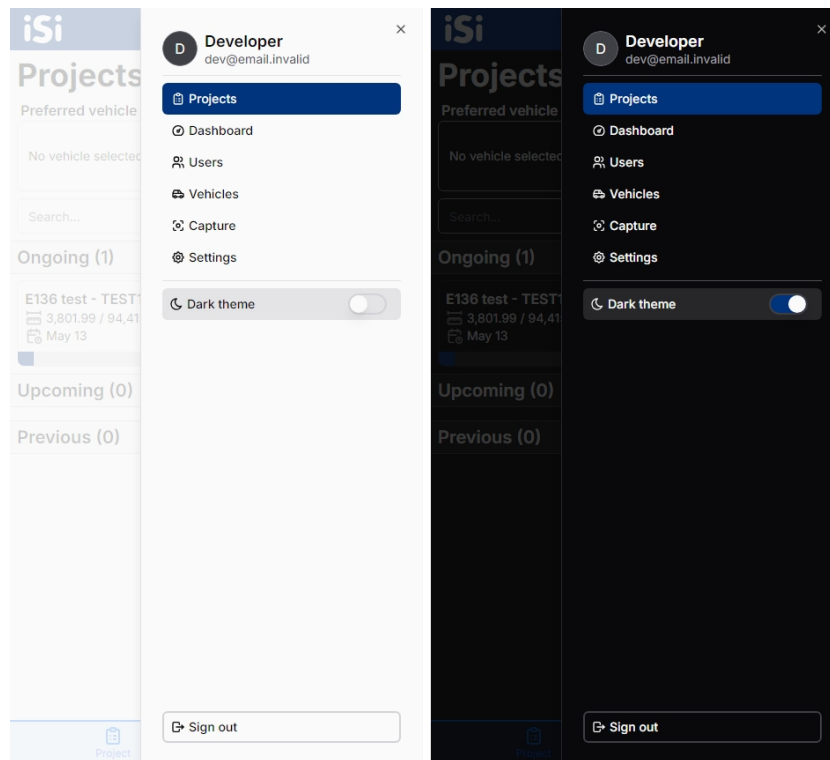 iSi
Projects
Preferred vehicle
No vehicle selected
Search...
Ongoing (1)
E136 test - TEST1
3,801.99 / 94,41
May 13
Upcoming (0)
Previous (0)
Project
D
Developer
dev@email.invalid
Projects
Dashboard
Users
Vehicles
Capture
Settings
Dark theme
Sign out
iSi
Projects
Preferred vehicle
No vehicle selected
Search...
Ongoing (1)
E136 test - TEST1
3,801.99 / 94,41
May 13
Upcoming (0)
Previous (0)
Project
D
Developer
dev@email.invalid
Projects
Dashboard
Users
Vehicles
Capture
Settings
Dark theme
Sign out